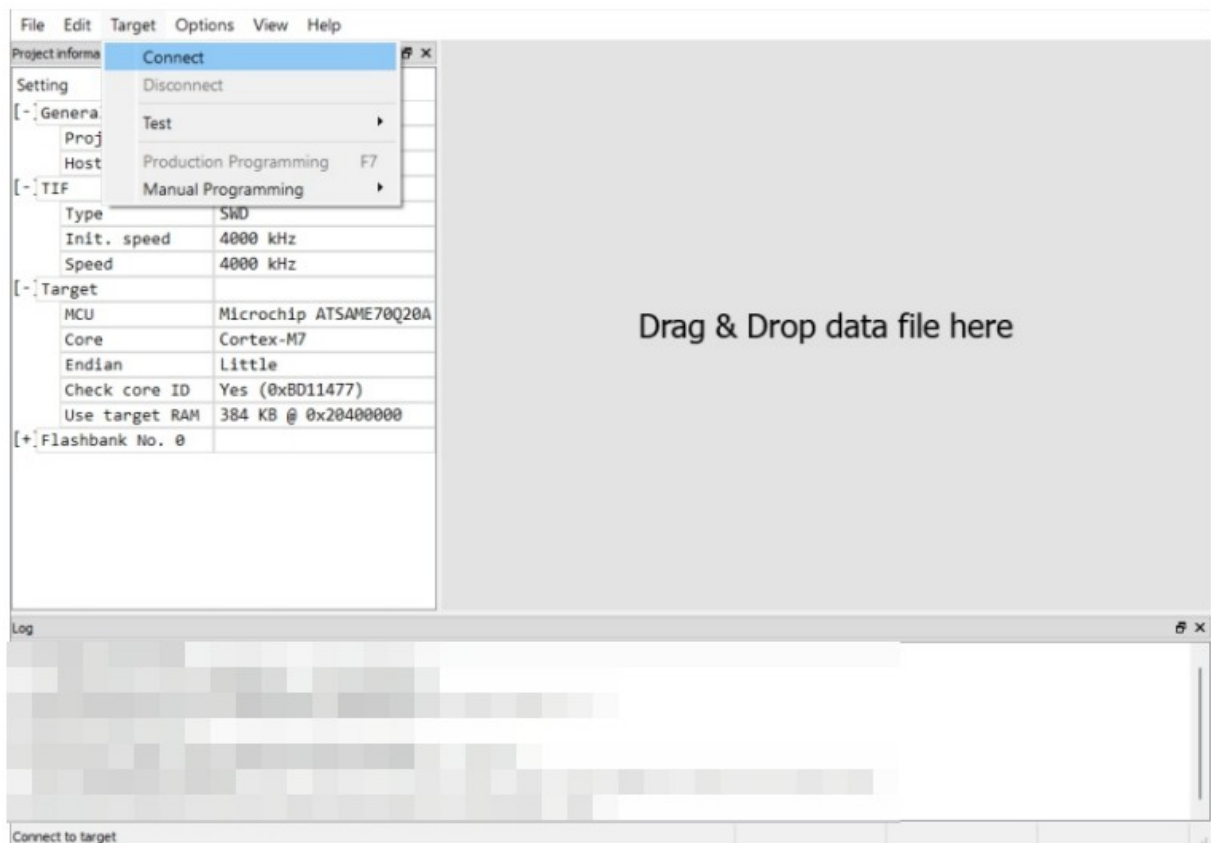 File Edit Target Options View Help
Project informa
Connect
Disconnect
Test
Production Programming F7
Manual Programming
Setting
[-] Genera
Proj
Host
[-] TIF
Type SWD
Init. speed 4000 kHz
Speed 4000 kHz
[-] Target
MCU Microchip ATSAME70Q20A
Core Cortex-M7
Endian Little
Check core ID Yes (0xBD11477)
Use target RAM 384 KB @ 0x20400000
[+] Flashbank No. 0
Drag & Drop data file here
Log
Connect to target